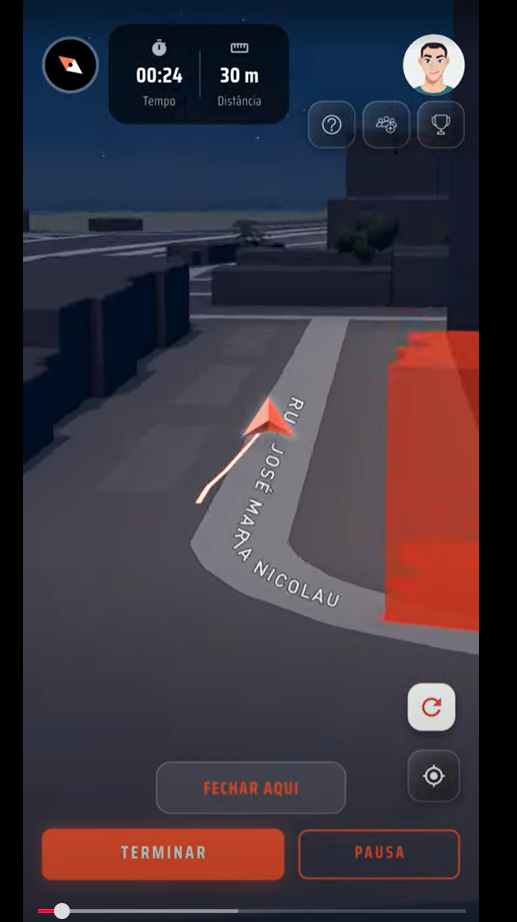 00:24
Tempo
30 m
Distância
RUA JOSÉ MARIA NICOLAU
FECHAR AQUI
TERMINAR
PAUSA